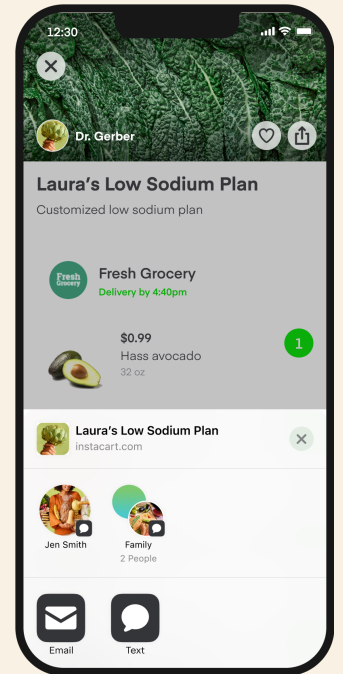 12:30
Dr. Gerber
Laura's Low Sodium Plan
Customized low sodium plan
Fresh
Grocery
Fresh Grocery
Delivery by 4:40pm
$0.99
1
Hass avocado
32 oz
Laura's Low Sodium Plan
instacart.com
Jen Smith
Family
2 People
Email
Text